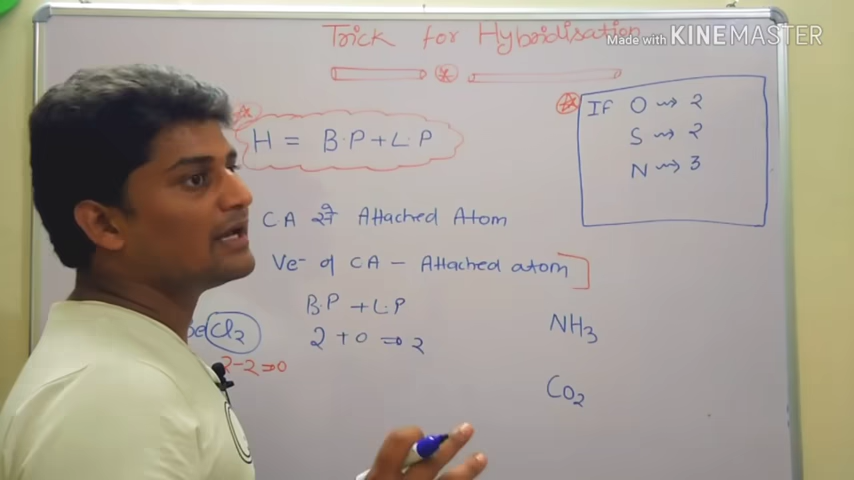 Trick for Hybridisation
Made with KINEMASTER
H = B.P + L.P
If O ⇝ 2
S ⇝ 2
N ⇝ 3
CA से Attached Atom
Ve- of CA - Attached atom
B.P + L.P
BeCl2 2 + 0 => 2
2-2=>0
NH3
CO2